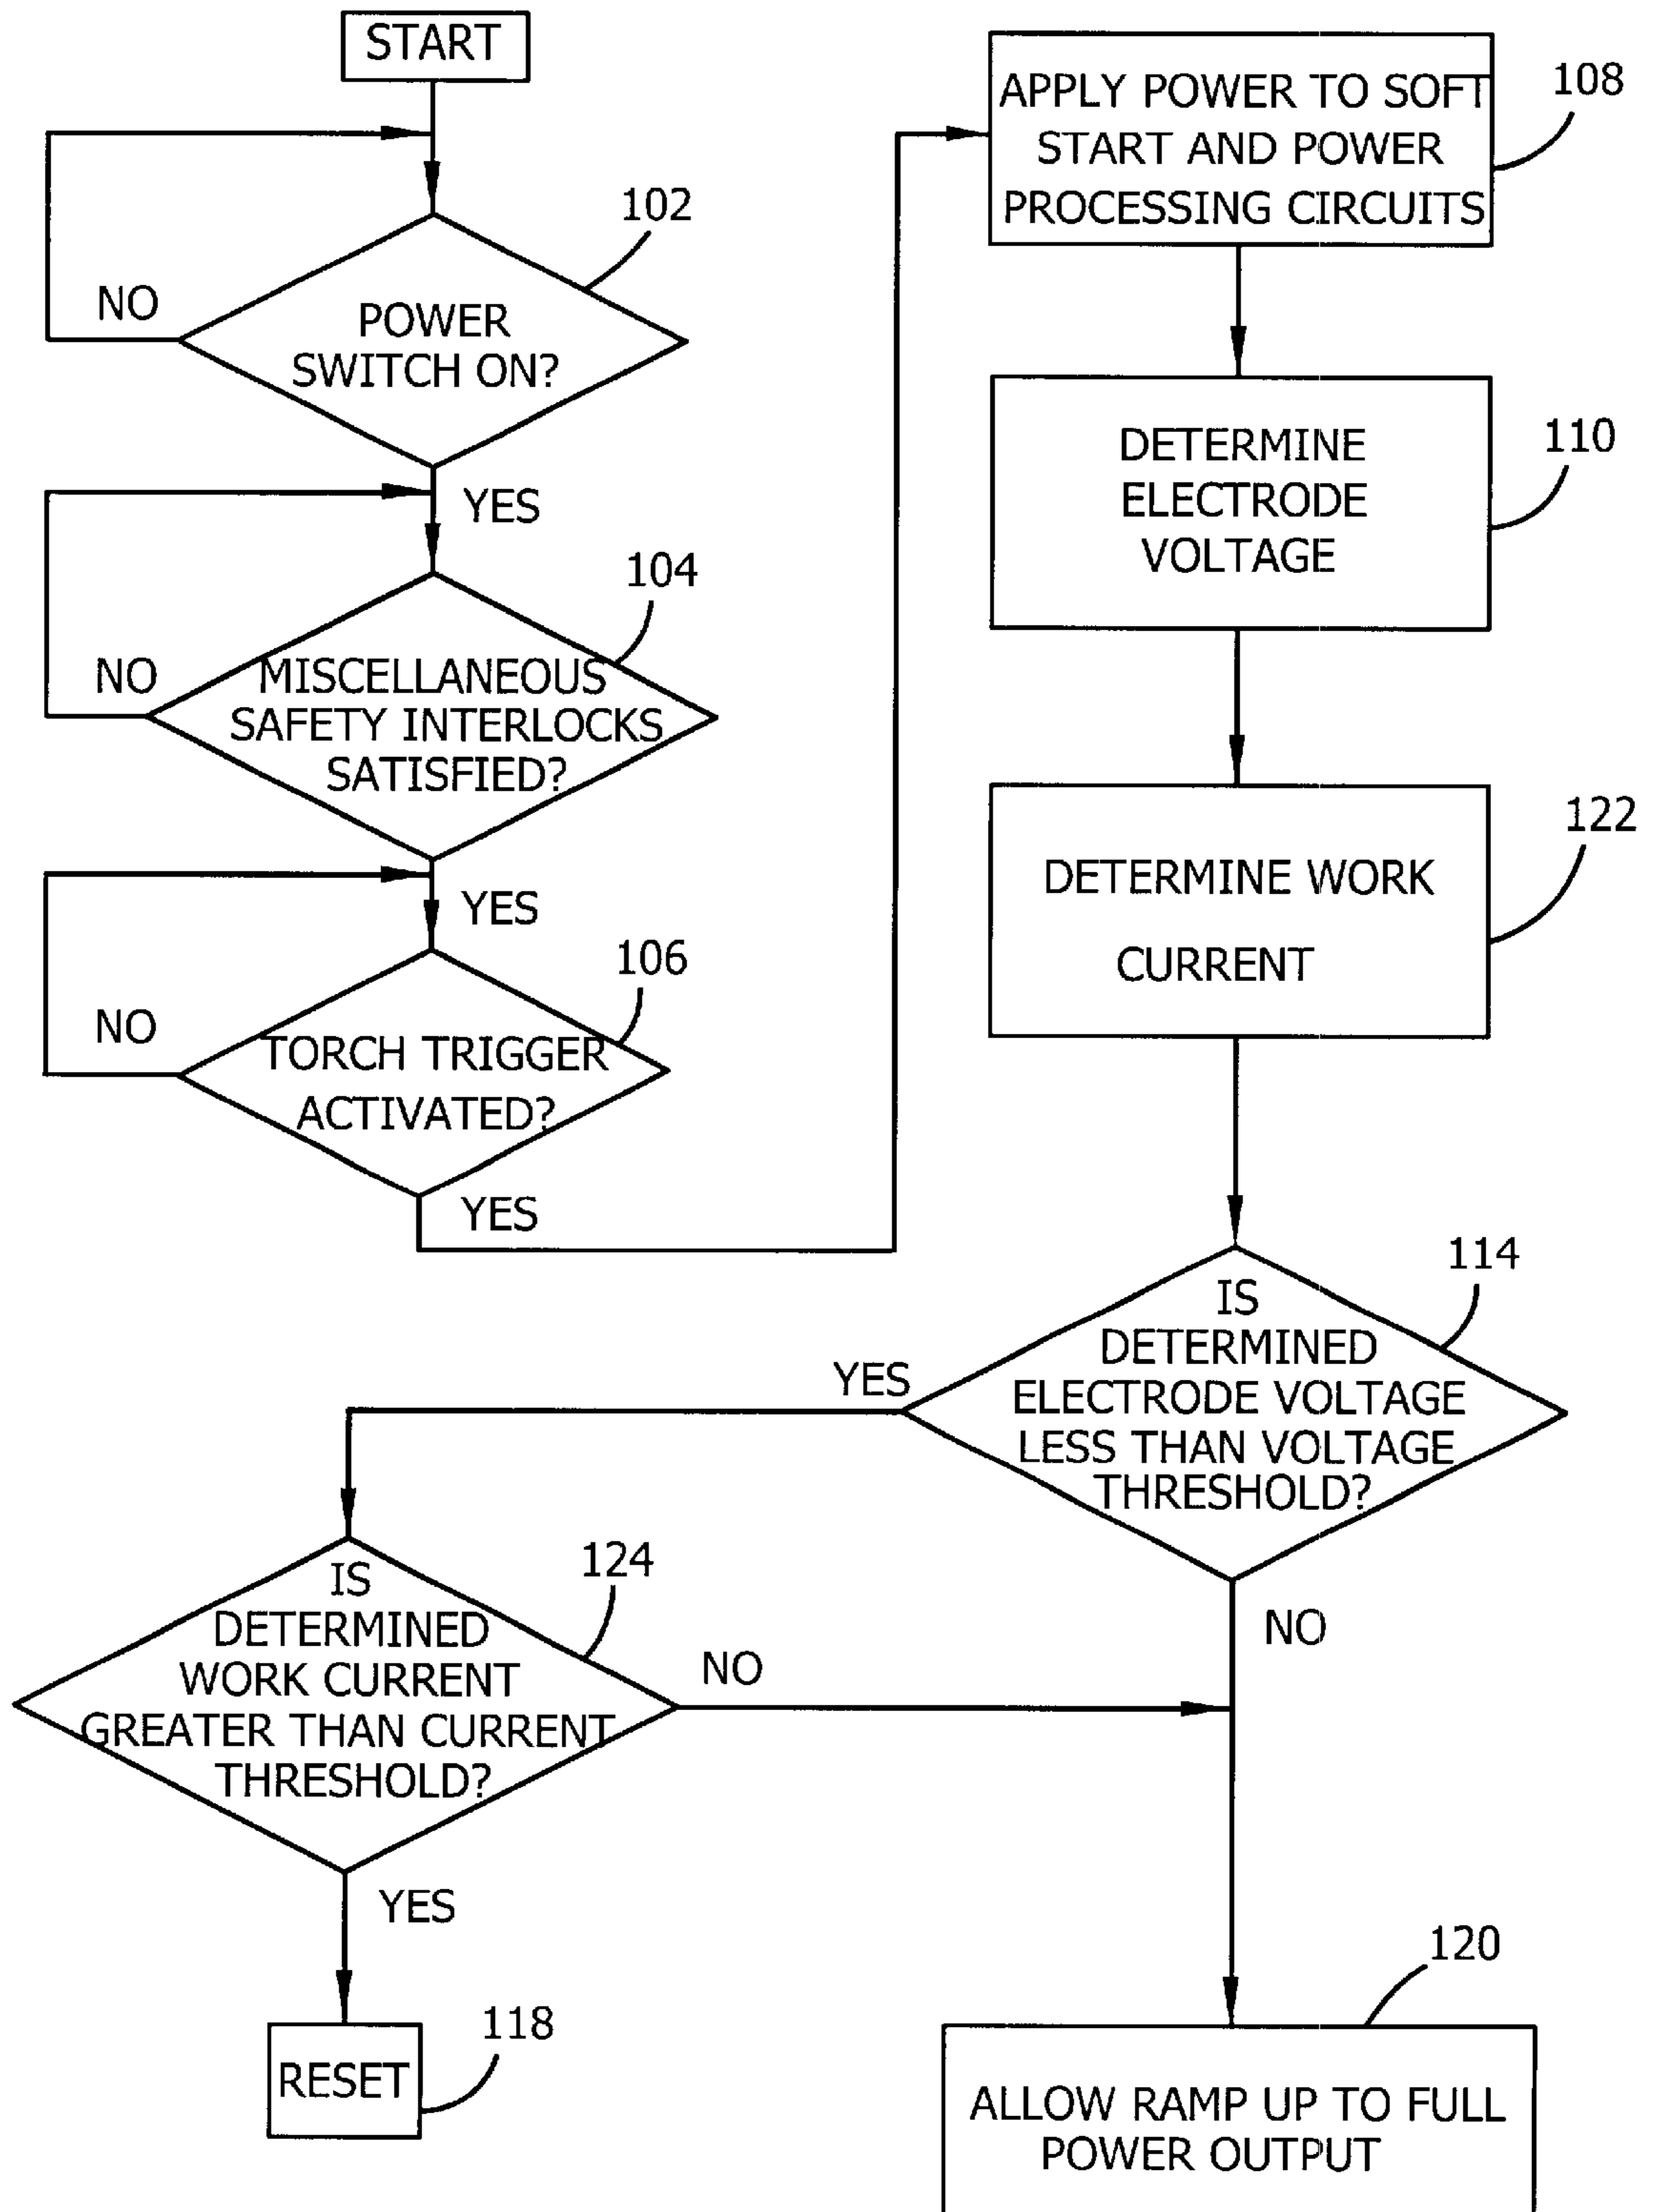 START
102
NO
POWER
SWITCH ON?
YES
104
NO
MISCELLANEOUS
SAFETY INTERLOCKS
SATISFIED?
YES
106
NO
TORCH TRIGGER
ACTIVATED?
YES
APPLY POWER TO SOFT
START AND POWER
PROCESSING CIRCUITS
108
DETERMINE
ELECTRODE
VOLTAGE
110
DETERMINE WORK
CURRENT
122
114
IS
DETERMINED
ELECTRODE VOLTAGE
LESS THAN VOLTAGE
THRESHOLD?
YES
NO
124
IS
DETERMINED
WORK CURRENT
GREATER THAN CURRENT
THRESHOLD?
NO
YES
118
RESET
120
ALLOW RAMP UP TO FULL
POWER OUTPUT